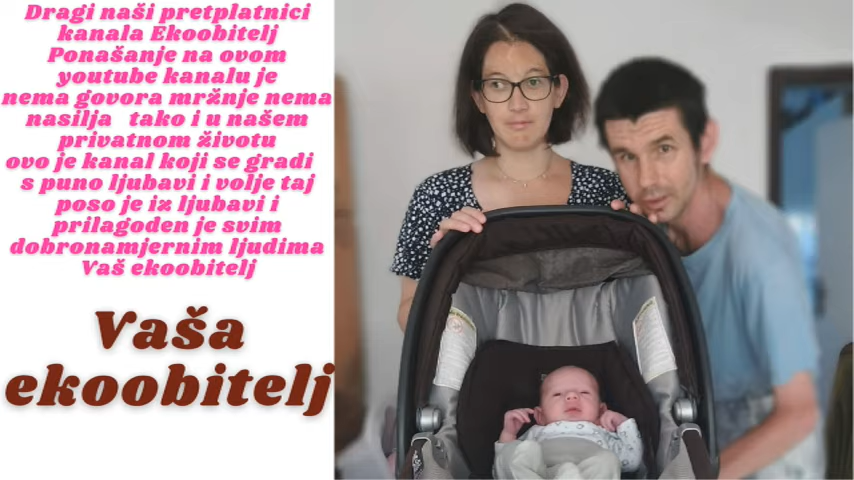 Dragi naši pretplatnici
kanala Ekoobitelj
Ponašanje na ovom
youtube kanalu je
nema govora mržnje nema
nasilja tako i u našem
privatnom životu
ovo je kanal koji se gradi
s puno ljubavi i volje taj
poso je iz ljubavi i
prilagođen je svim
dobronamjernim ljudima
Vaš ekoobitelj
Vaša
ekoobitelj